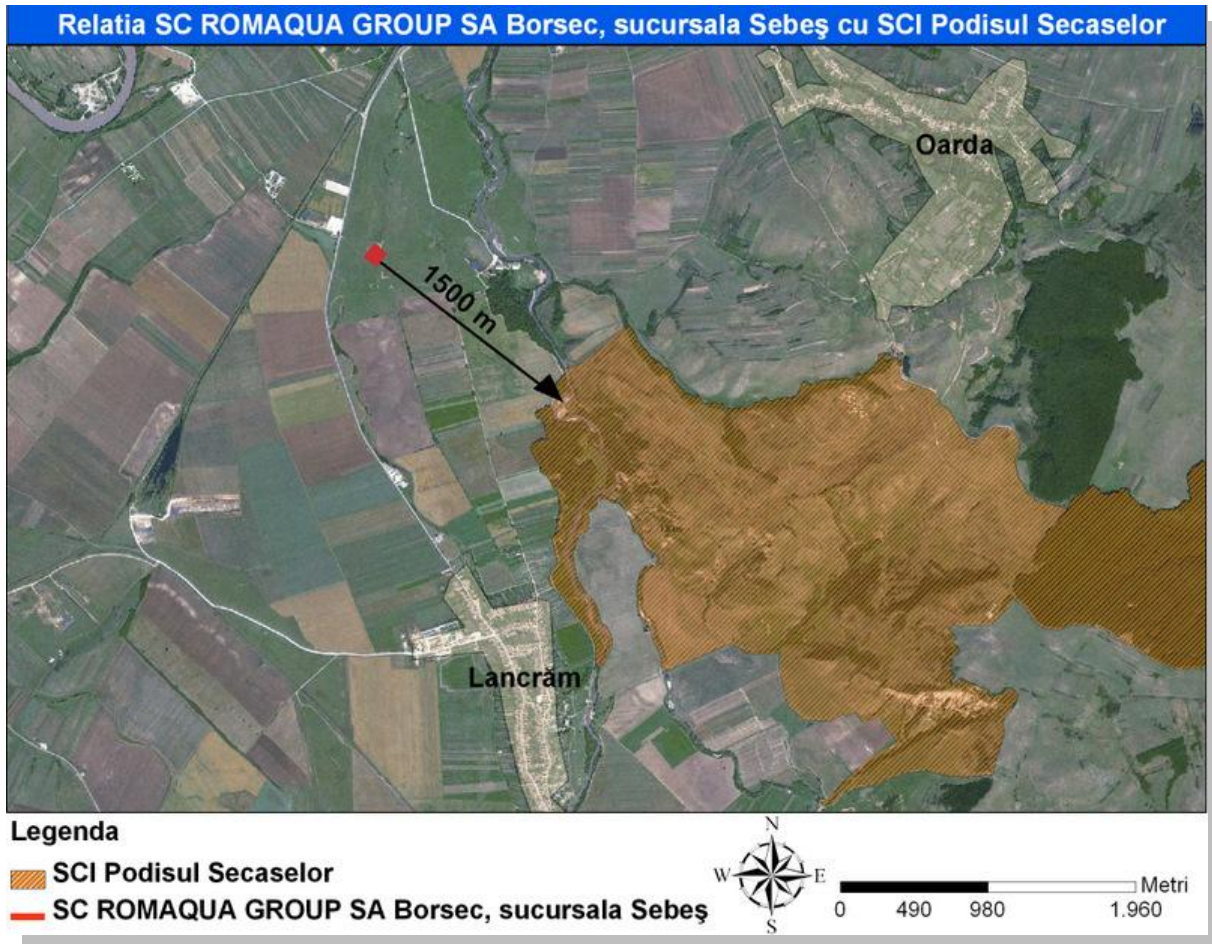 Relatia SC ROMAQUA GROUP SA Borsec, sucursala Sebeş cu SCI Podisul Secaselor
Oarda
1500 m
Lancrăm
Legenda
SCI Podisul Secaselor
SC ROMAQUA GROUP SA Borsec, sucursala Sebeş
N
W E
S
Metri
0 490 980 1.960